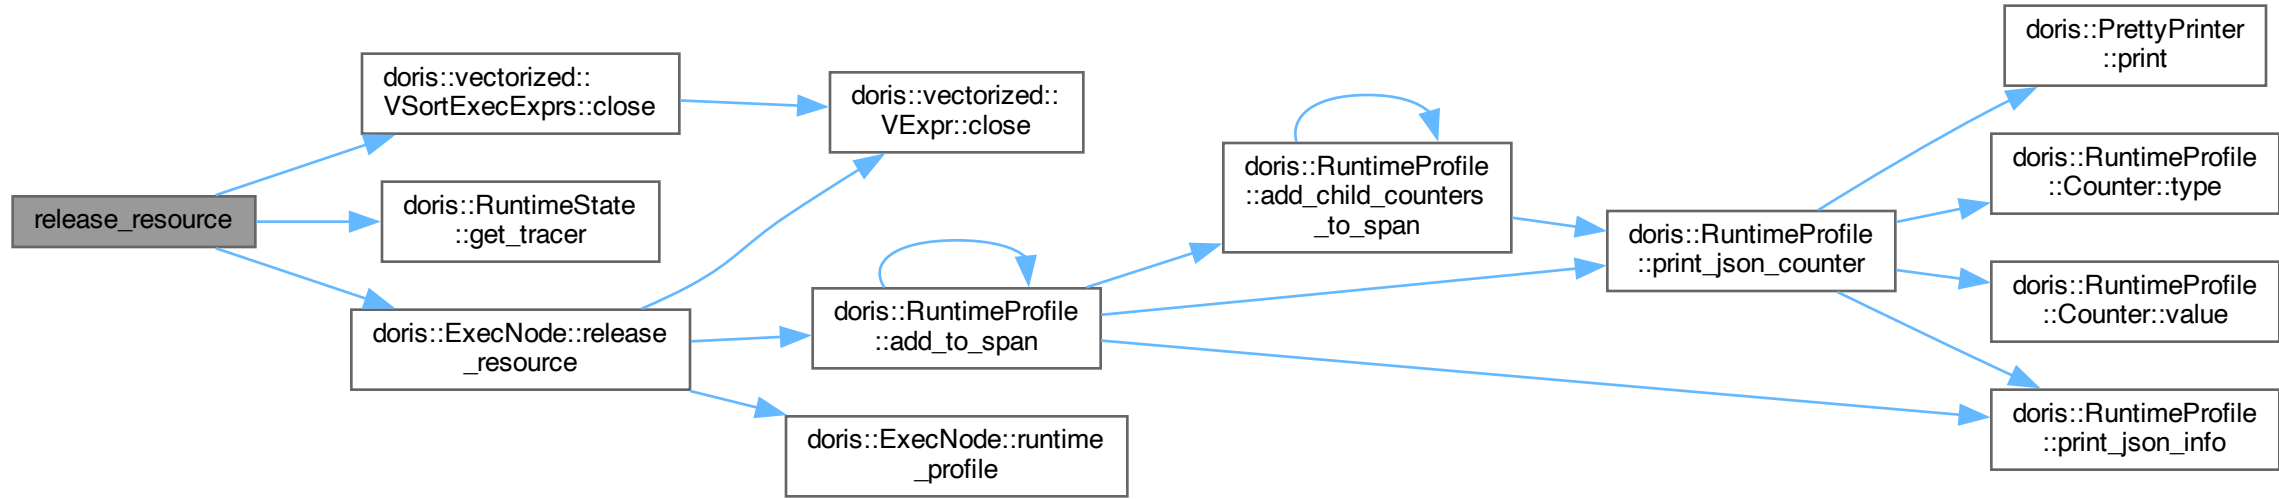 release_resource
doris::vectorized::
VSortExecExprs::close
doris::RuntimeState
::get_tracer
doris::ExecNode::release
_resource
doris::vectorized::
VExpr::close
doris::RuntimeProfile
::add_to_span
doris::ExecNode::runtime
_profile
doris::RuntimeProfile
::add_child_counters
_to_span
doris::RuntimeProfile
::print_json_counter
doris::PrettyPrinter
::print
doris::RuntimeProfile
::Counter::type
doris::RuntimeProfile
::Counter::value
doris::RuntimeProfile
::print_json_info